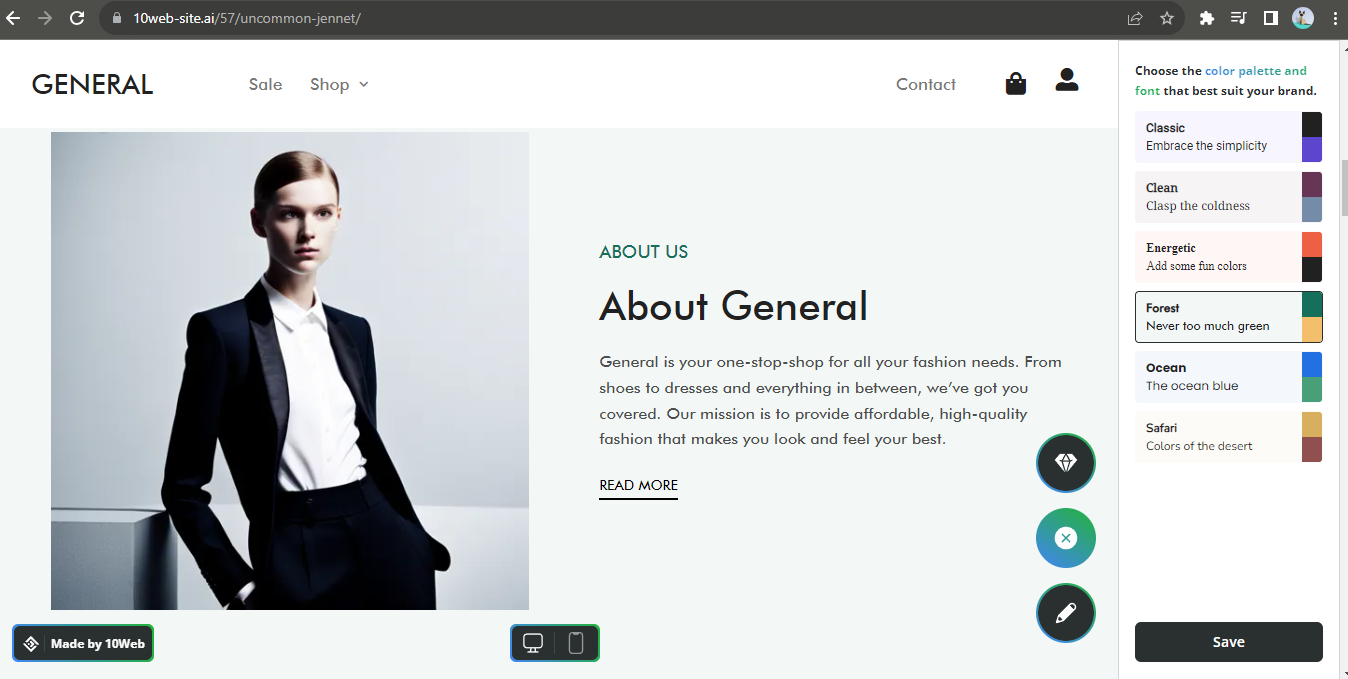 10web-site.ai/57/uncommon-jennet/
GENERAL
Sale
Shop
Contact
ABOUT US
About General
General is your one-stop-shop for all your fashion needs. From
shoes to dresses and everything in between, we’ve got you
covered. Our mission is to provide affordable, high-quality
fashion that makes you look and feel your best.
READ MORE
Made by 10Web
Choose the color palette and
font that best suit your brand.
Classic
Embrace the simplicity
Clean
Clasp the coldness
Energetic
Add some fun colors
Forest
Never too much green
Ocean
The ocean blue
Safari
Colors of the desert
Save